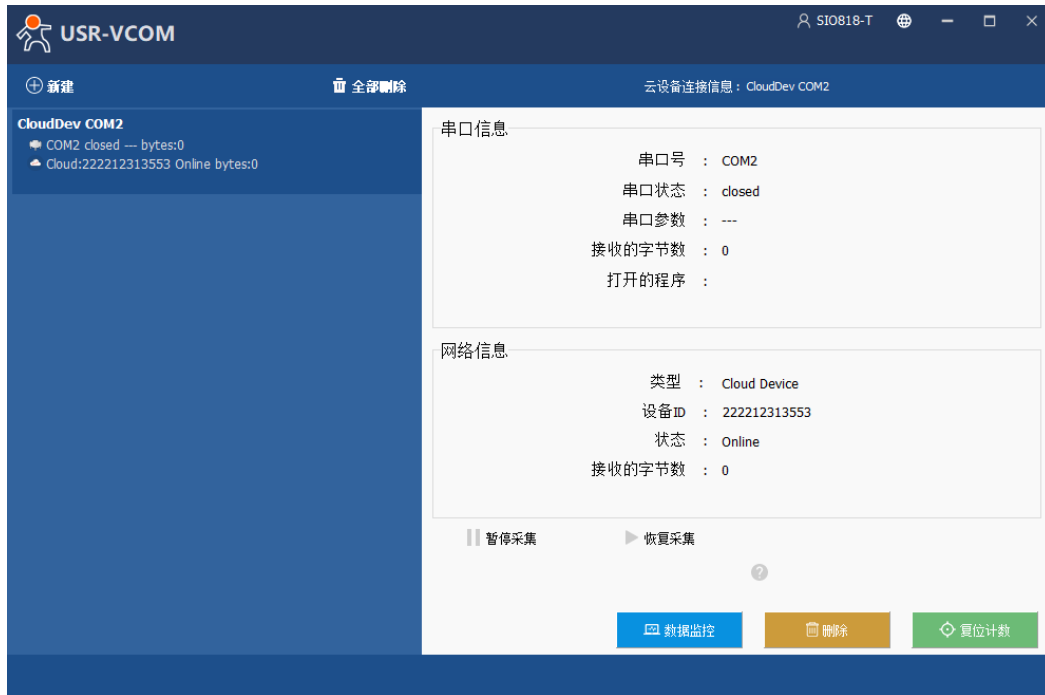 USR-VCOM
SIO818-T
新建
全部删除
云设备连接信息：CloudDev COM2
CloudDev COM2
COM2 closed --- bytes:0
Cloud:222212313553 Online bytes:0
串口信息
串口号 : COM2
串口状态 : closed
串口参数 : ---
接收的字节数 : 0
打开的程序 :
网络信息
类型 : Cloud Device
设备ID : 222212313553
状态 : Online
接收的字节数 : 0
暂停采集
恢复采集
?
数据监控
删除
复位计数